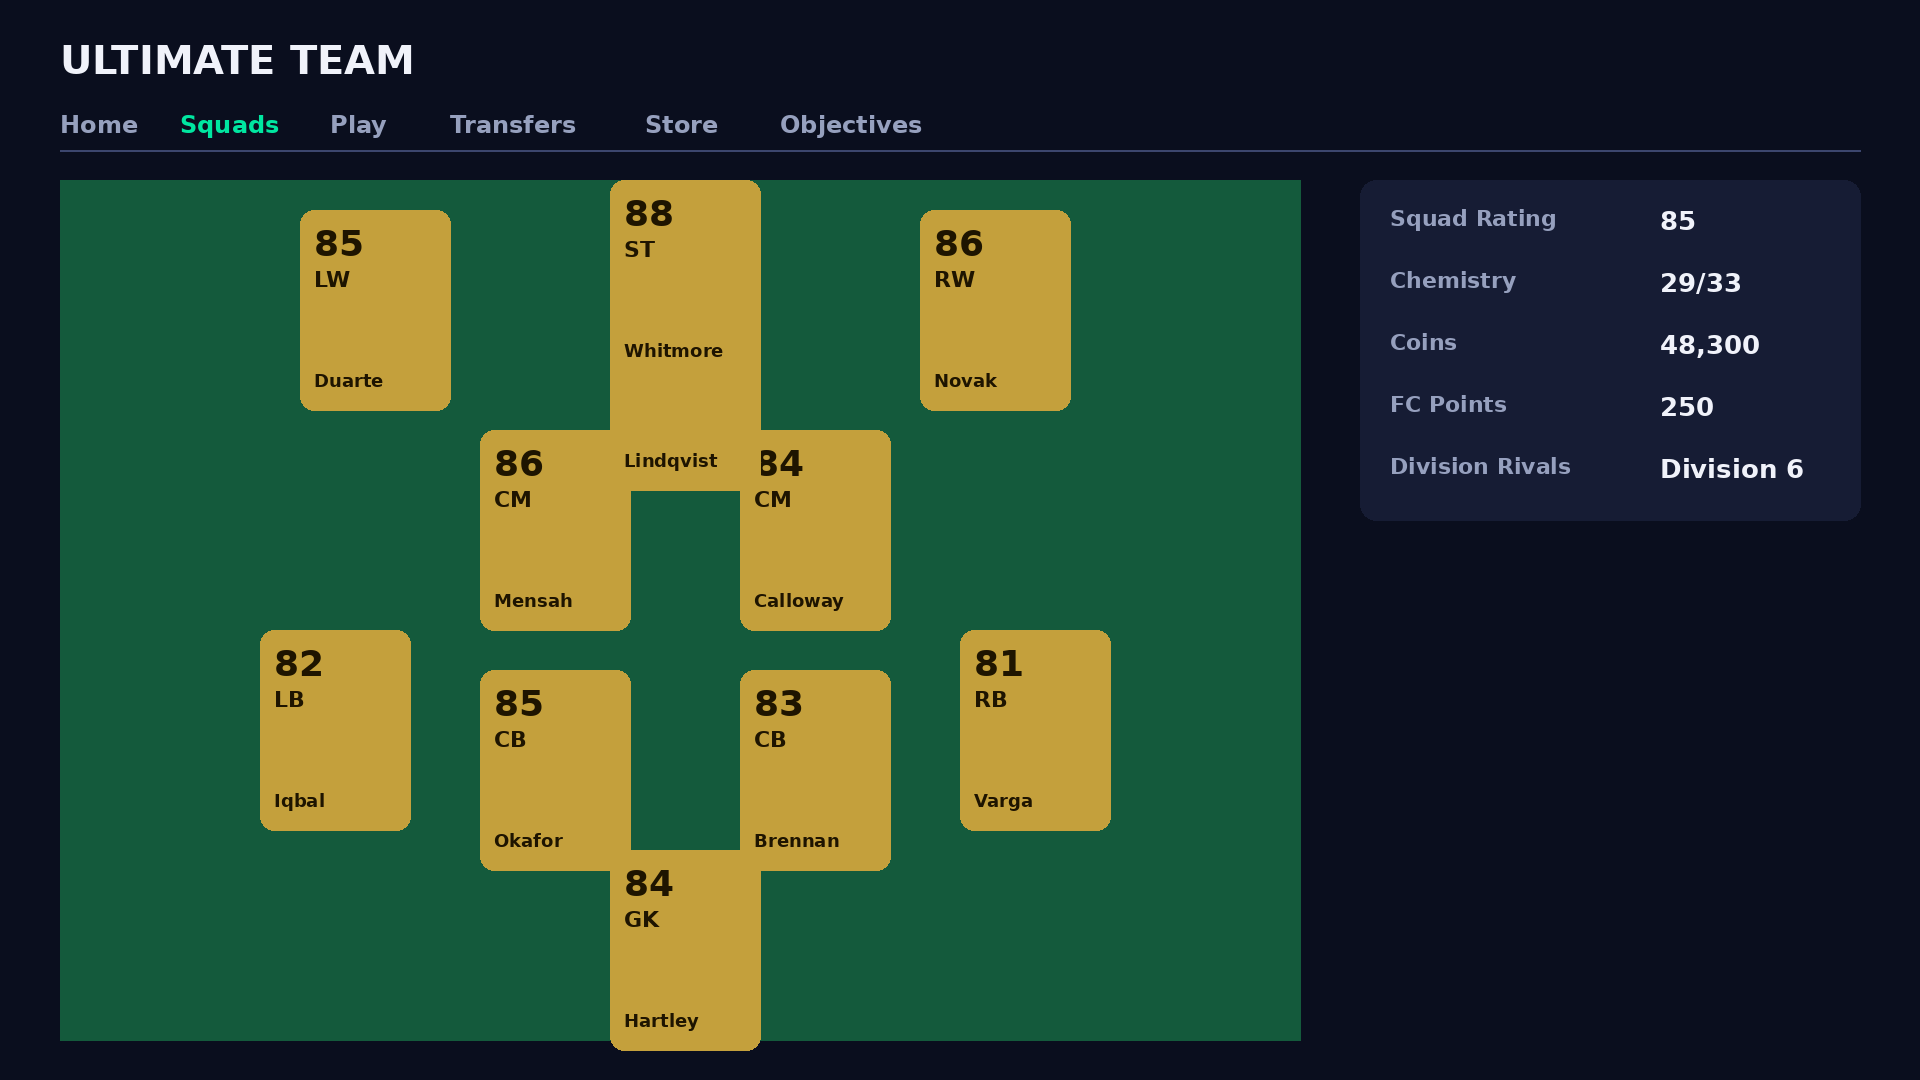 ULTIMATE TEAM
Home Squads Play Transfers Store Objectives
85
LW
Duarte
88
ST
Whitmore
86
RW
Novak
86
CM
Mensah
Lindqvist
84
CM
Calloway
82
LB
Iqbal
85
CB
Okafor
83
CB
Brennan
81
RB
Varga
84
GK
Hartley
Squad Rating 85
Chemistry 29/33
Coins 48,300
FC Points 250
Division Rivals Division 6